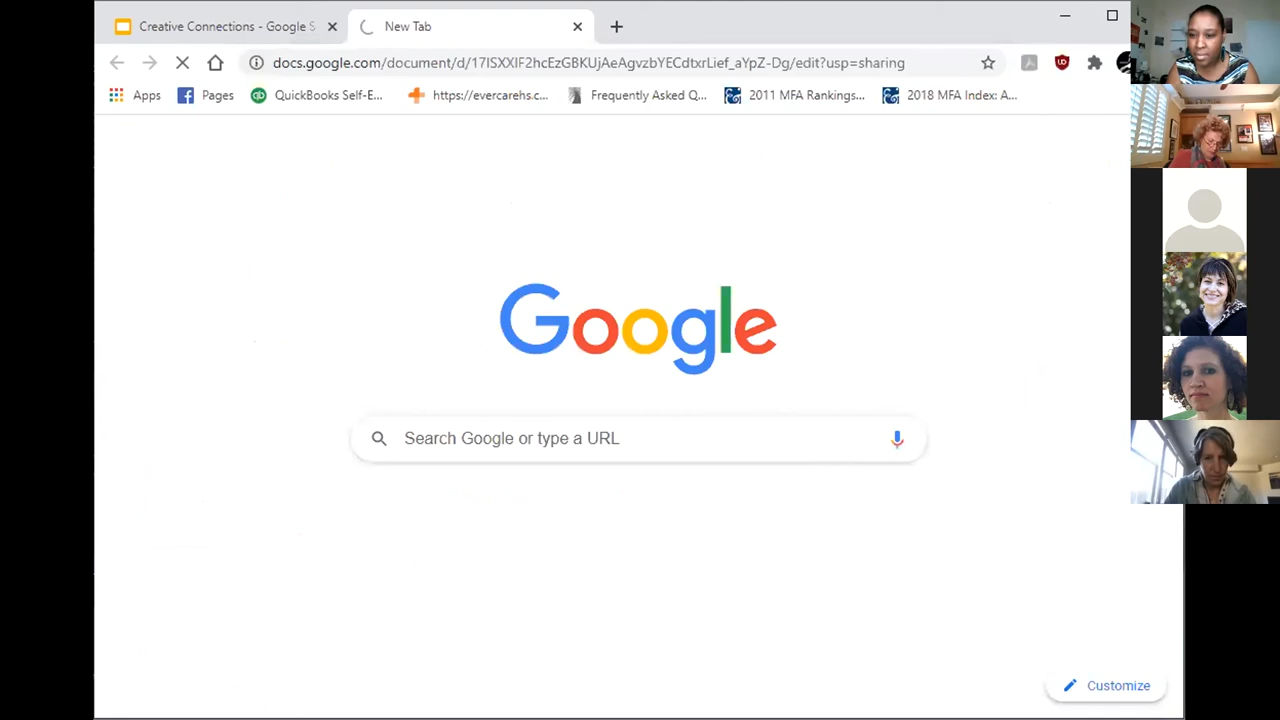 Creative Connections - Google S
New Tab
docs.google.com/document/d/17lSXXlF2hcEzGBKUjAeAgvzbYECdtxrLief_aYpZ-Dg/edit?usp=sharing
Apps
Pages
QuickBooks Self-E...
https://evercarehs.c...
Frequently Asked Q...
2011 MFA Rankings...
2018 MFA Index: A...
Google
Search Google or type a URL
Customize